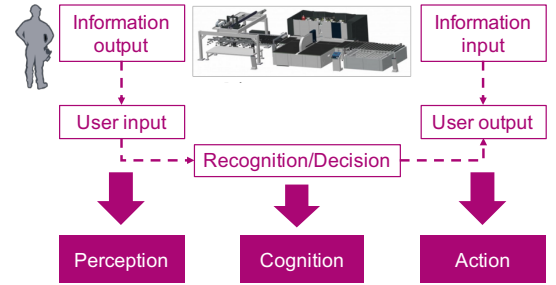 Information
output
Information
input
User input
User output
Recognition/Decision
Perception
Cognition
Action